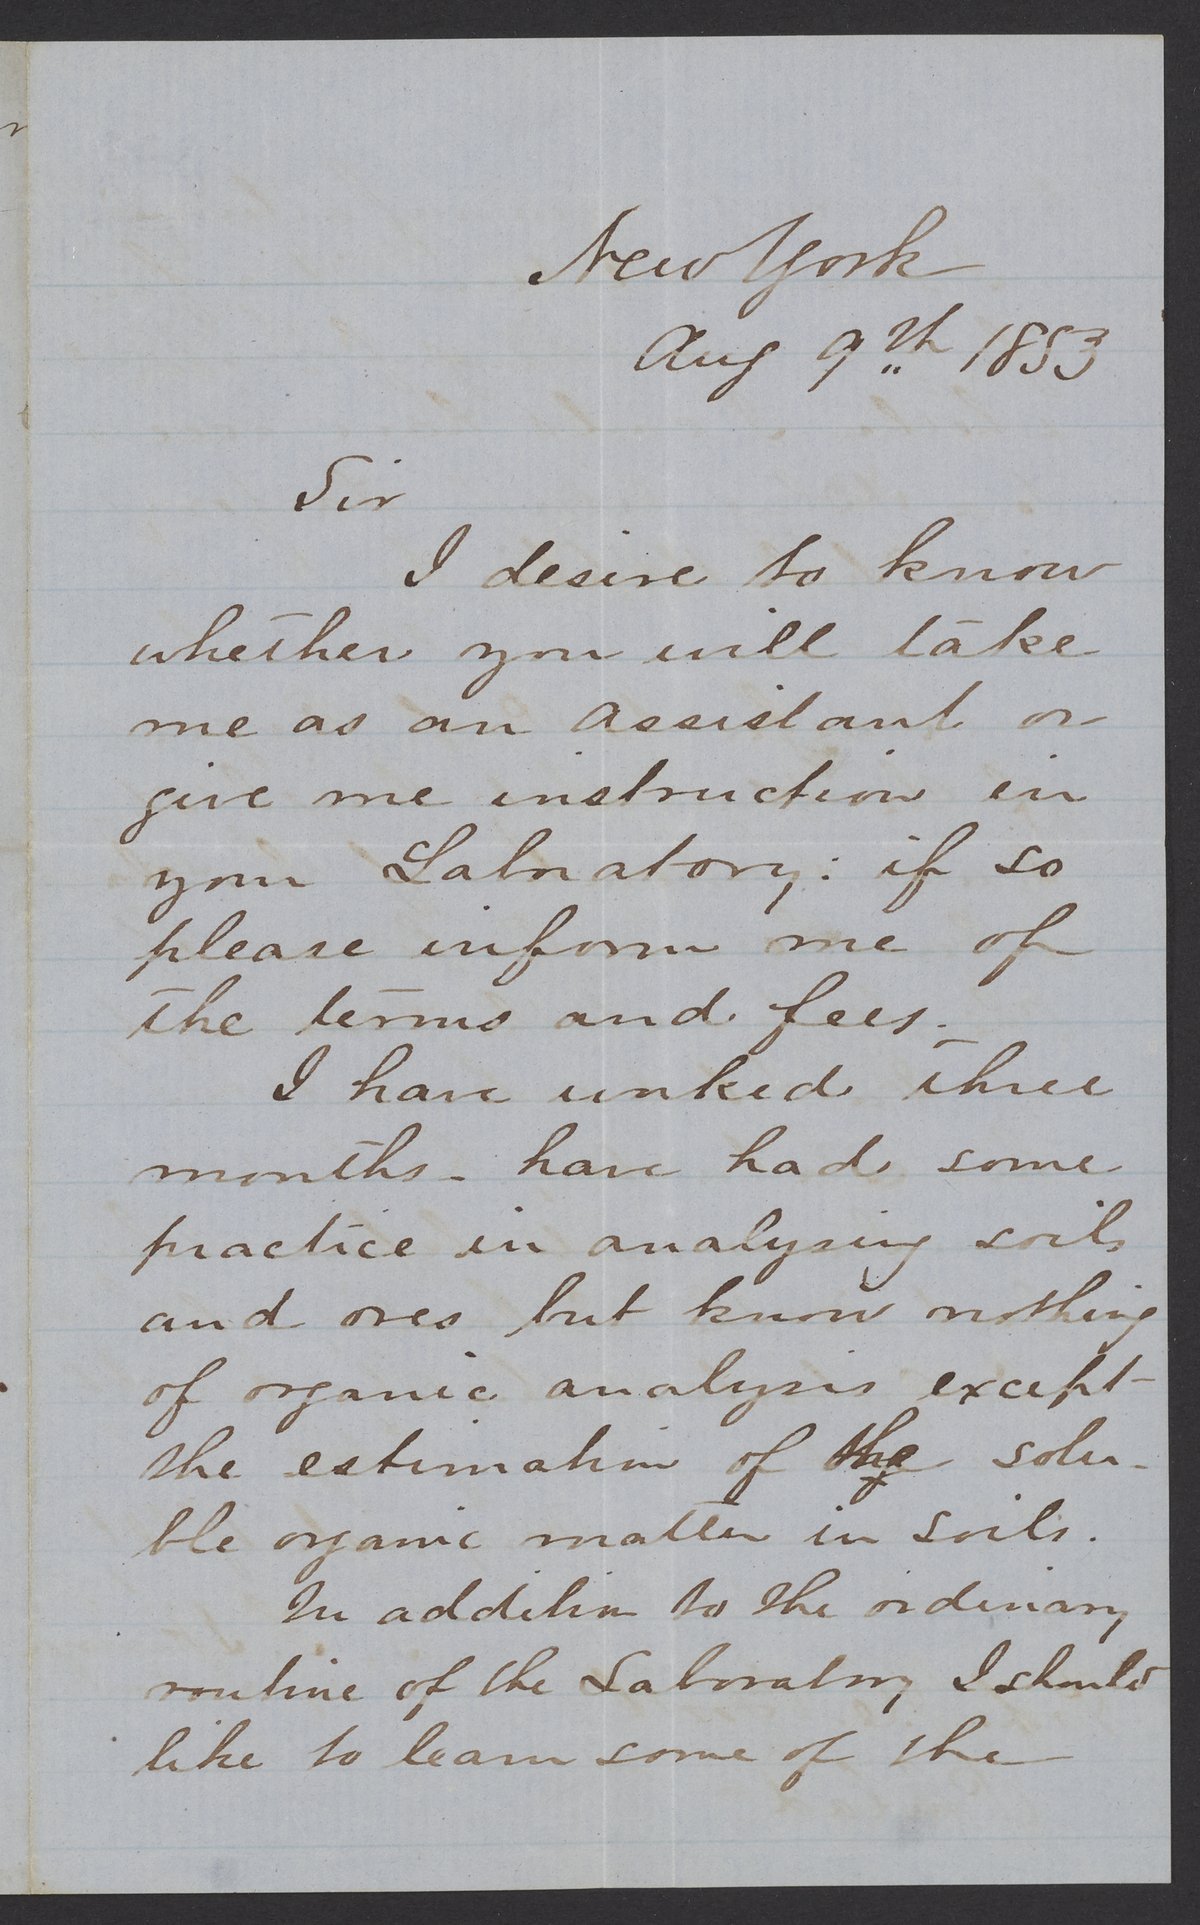 New York
Aug 9th 1853
Sir
I desire to know
whether you will take
me as an assistant or
give me instruction in
your Laboratory: if so
please inform me of
the terms and fees.
I have worked three
months - have had some
practice in analysing soils
and ores but know nothing
of organic analysis except
the estimation of the solu-
ble organic matter in soils.
In addition to the ordinary
routine of the Laboratory I should
like to learn some of the